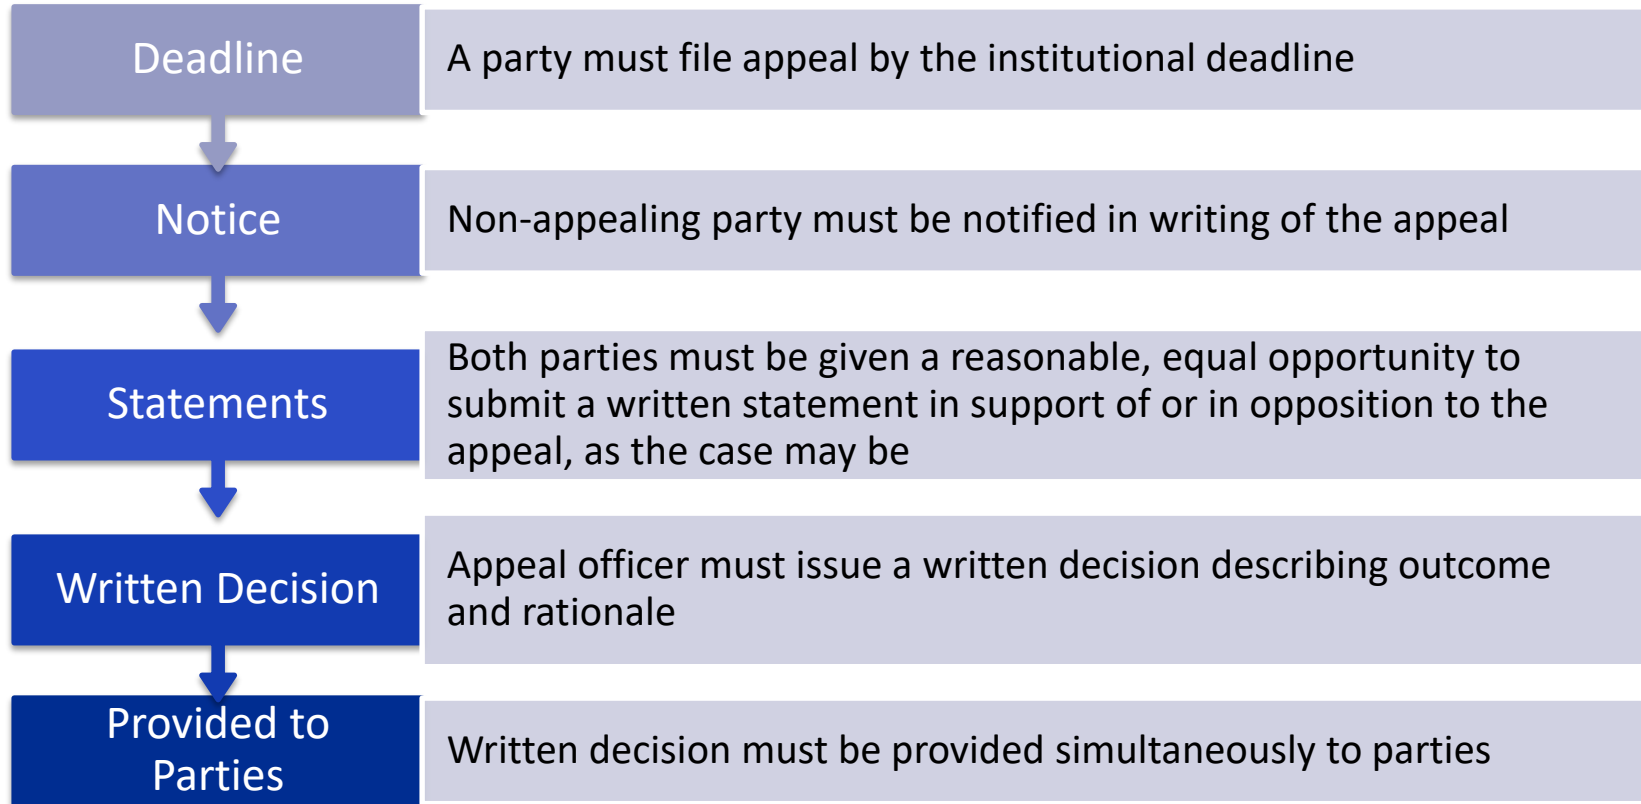 Deadline
A party must file appeal by the institutional deadline
Notice
Non-appealing party must be notified in writing of the appeal
Statements
Both parties must be given a reasonable, equal opportunity to
submit a written statement in support of or in opposition to the
appeal, as the case may be
Written Decision
Appeal officer must issue a written decision describing outcome
and rationale
Provided to
Parties
Written decision must be provided simultaneously to parties